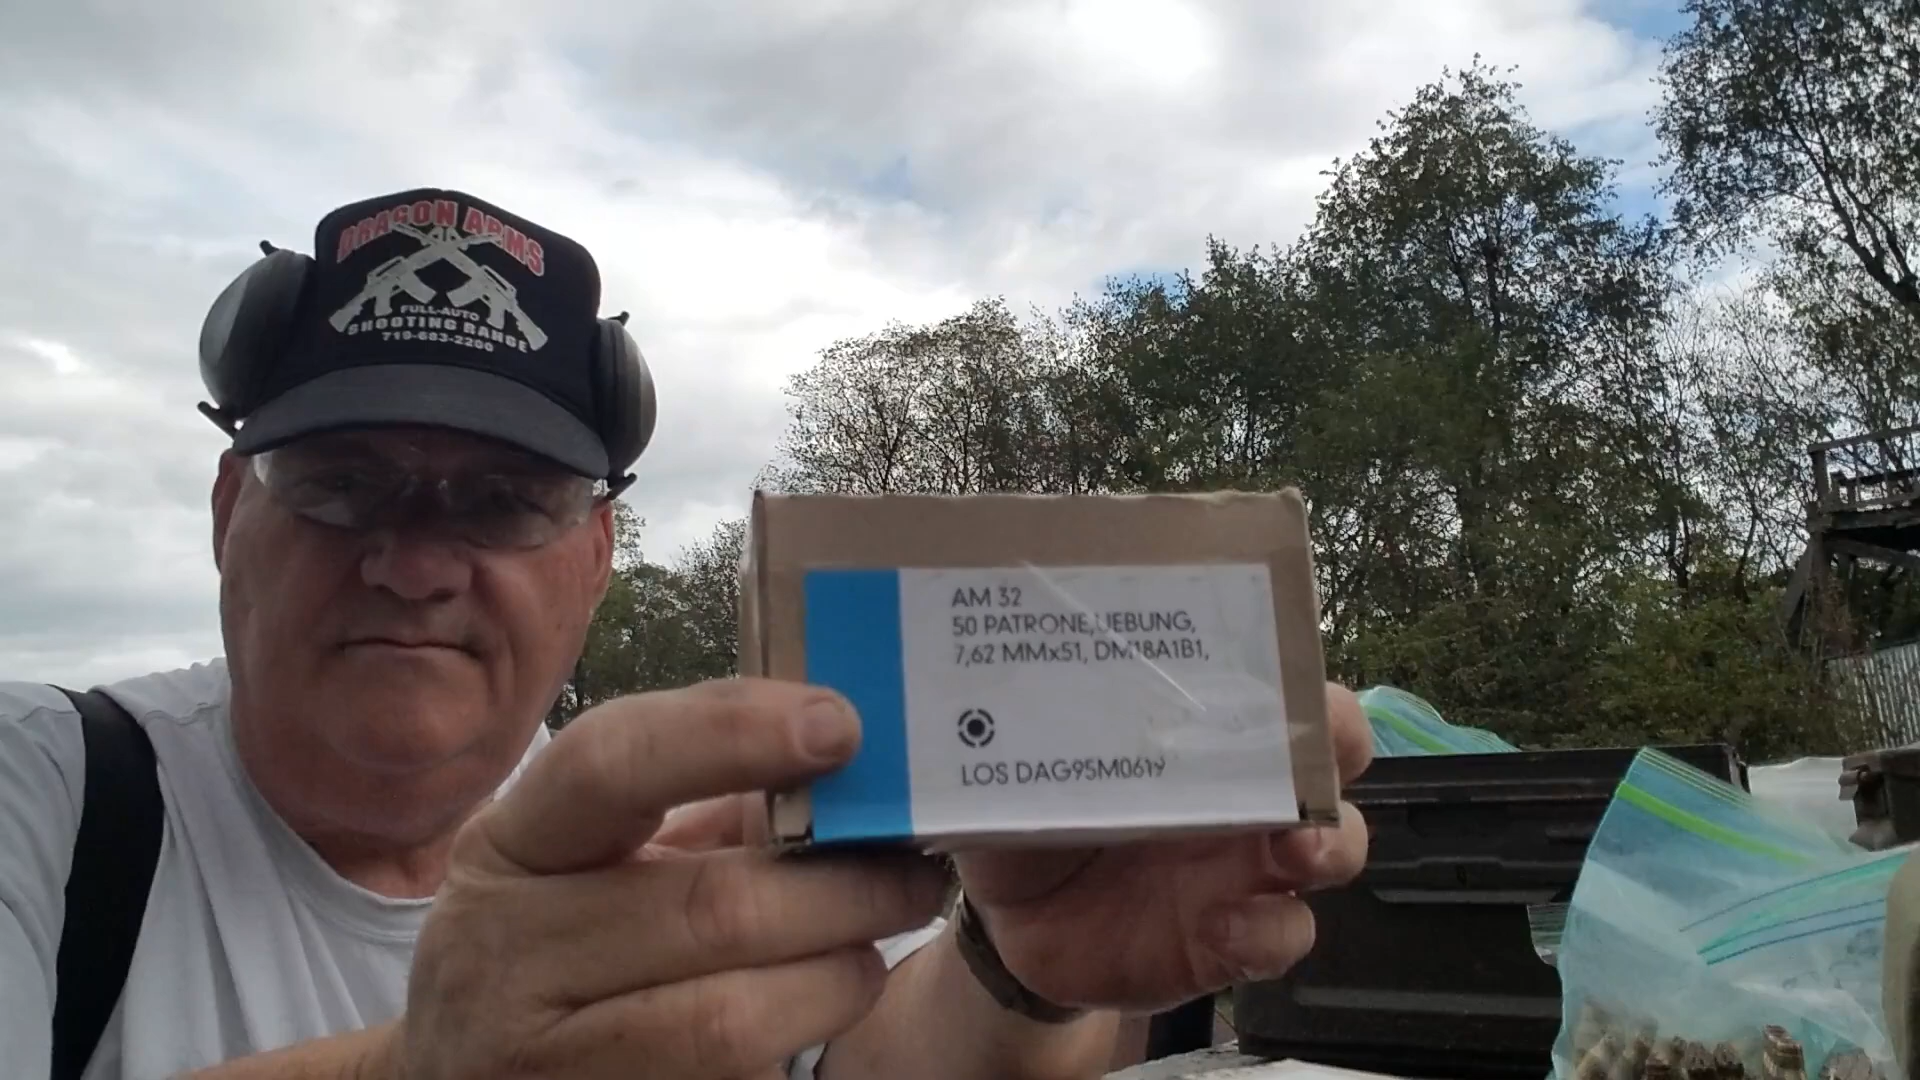 DRAGON ARMS
FULL-AUTO
SHOOTING RANGE
719-683-2200
AM 32
50 PATRONE,UEBUNG,
7,62 MMx51, DM18A1B1,
LOS DAG95M0619